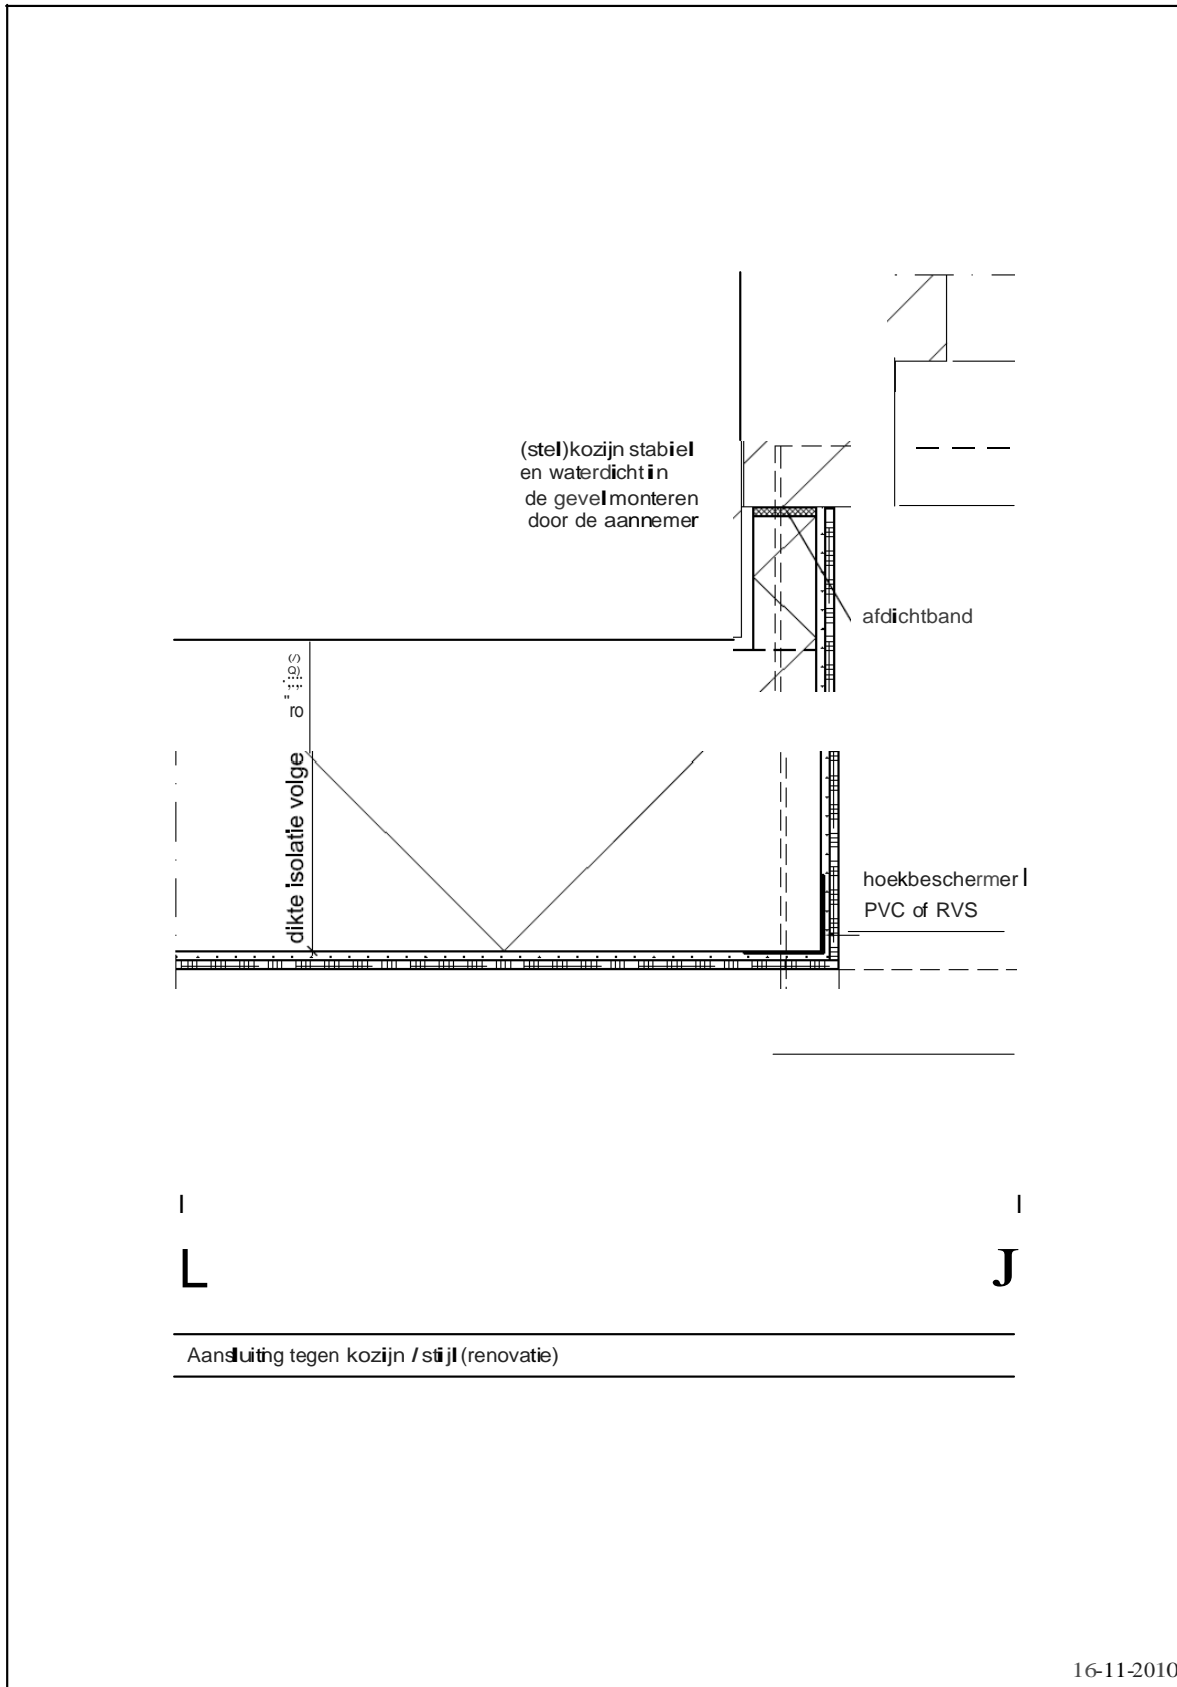 (stel)kozijn stabiel
en waterdicht in
de gevel monteren
door de aannemer
afdichtband
dikte isolatie volge
hoekbeschermer
PVC of RVS
L
J
Aansluiting tegen kozijn / stijl (renovatie)
16-11-2010